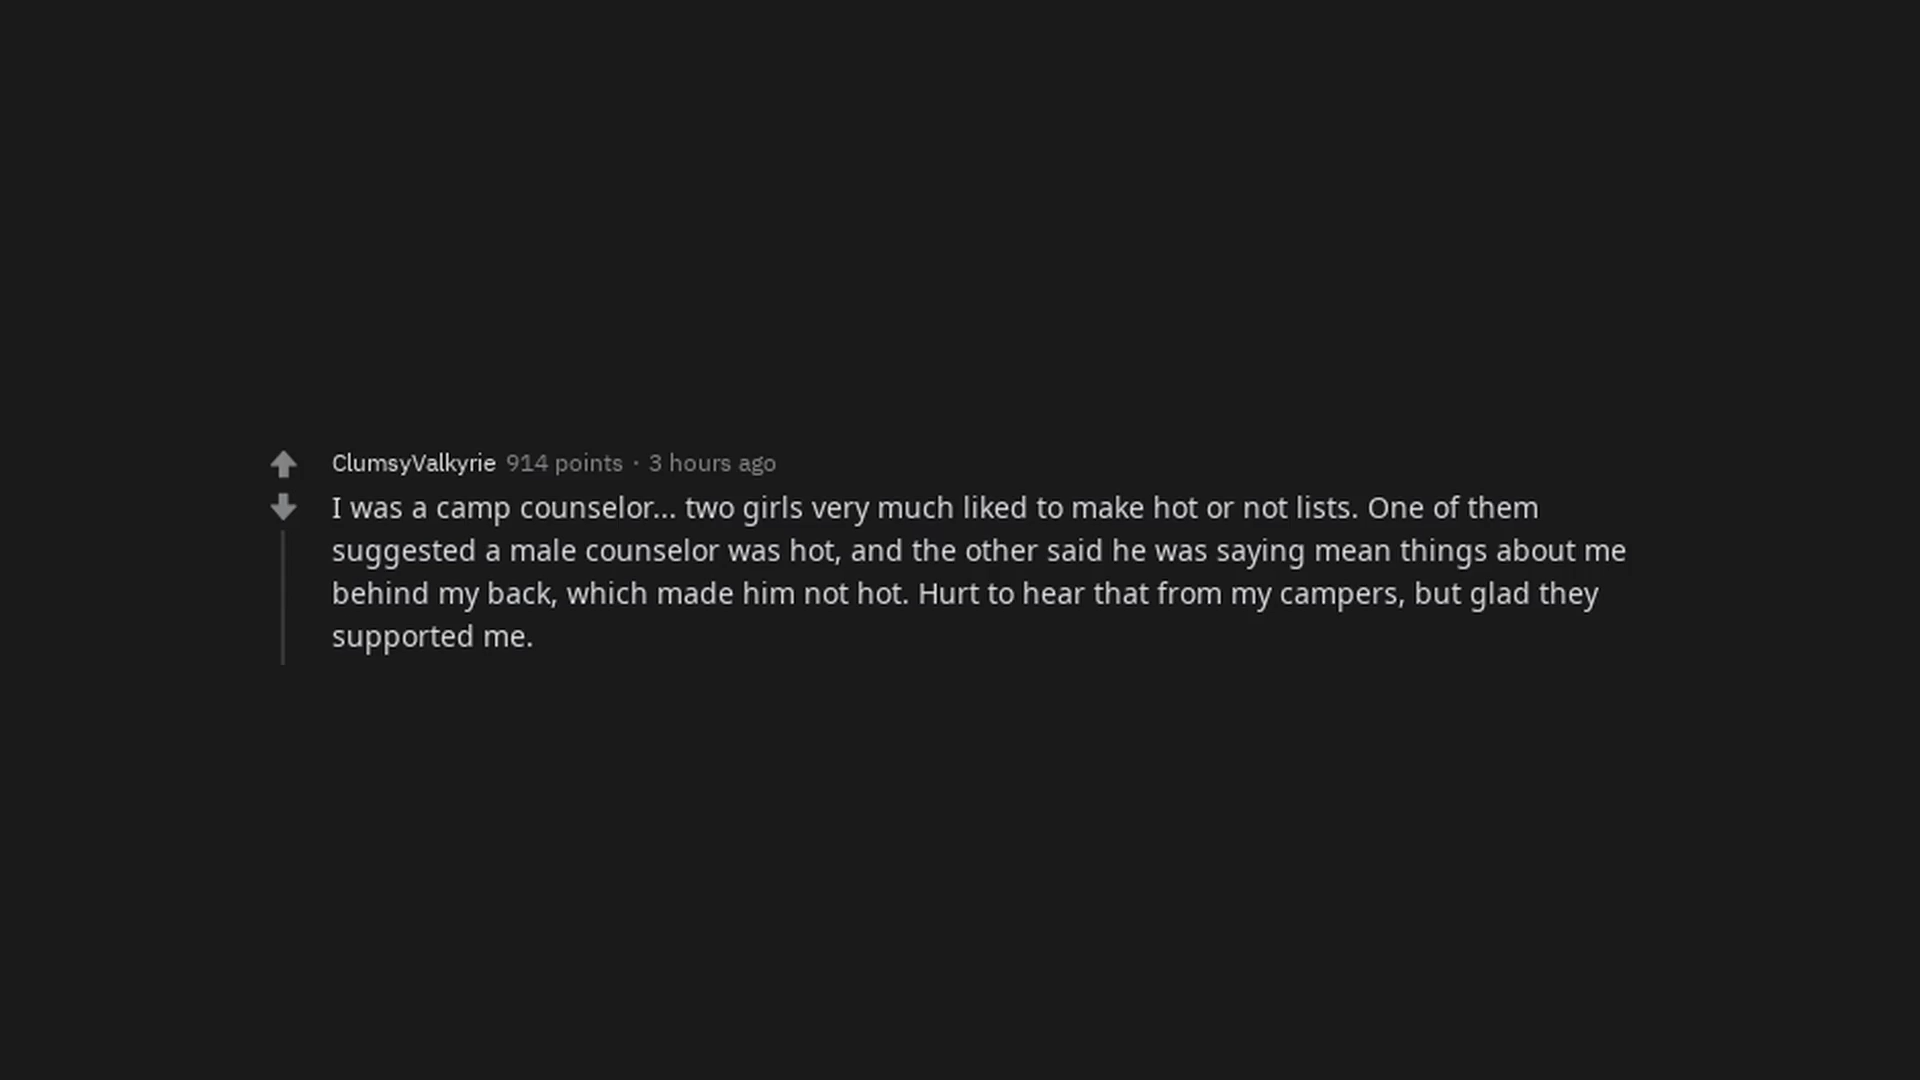 ClumsyValkyrie 914 points · 3 hours ago
I was a camp counselor... two girls very much liked to make hot or not lists. One of them
suggested a male counselor was hot, and the other said he was saying mean things about me
behind my back, which made him not hot. Hurt to hear that from my campers, but glad they
supported me.